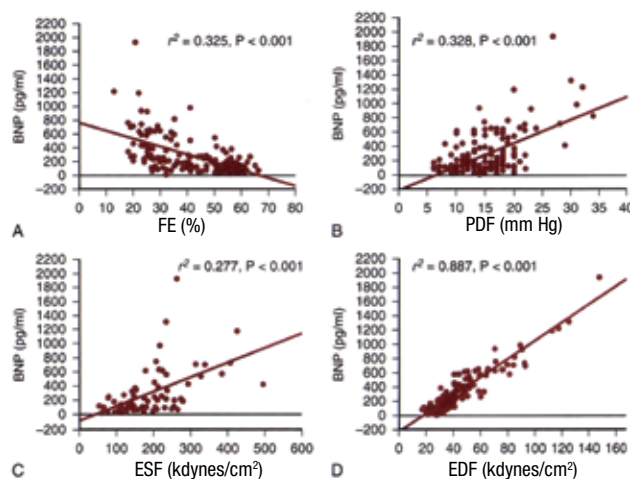 2200
2000
1800
1600
1400
1200
1000
800
600
400
200
0
−200
BNP (pg/ml)
r² = 0.325, P < 0.001
0 10 20 30 40 50 60 70 80
A
FE (%)
2200
2000
1800
1600
1400
1200
1000
800
600
400
200
0
−200
BNP (pg/ml)
r² = 0.328, P < 0.001
0 5 10 15 20 25 30 35 40
B
PDF (mm Hg)
2200
2000
1800
1600
1400
1200
1000
800
600
400
200
0
−200
BNP (pg/ml)
r² = 0.277, P < 0.001
0 100 200 300 400 500 600
C
ESF (kdynes/cm²)
2200
2000
1800
1600
1400
1200
1000
800
600
400
200
0
−200
BNP (pg/ml)
r² = 0.887, P < 0.001
0 20 40 60 80 100 120 140 160
D
EDF (kdynes/cm²)